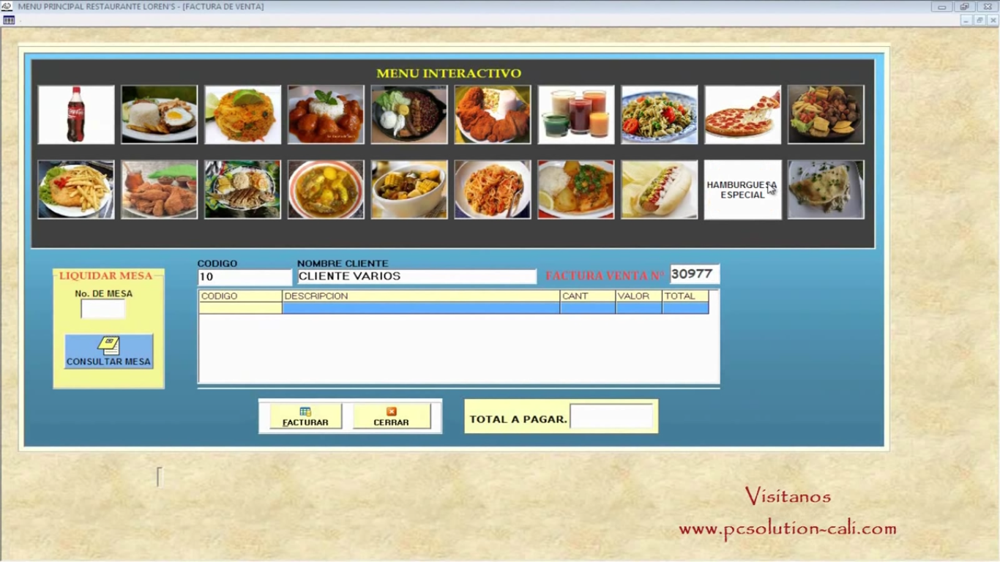 MENU PRINCIPAL RESTAURANTE LOREN'S - [FACTURA DE VENTA]
MENU INTERACTIVO
HAMBURGUESA
ESPECIAL
LIQUIDAR MESA
No. DE MESA
CONSULTAR MESA
CODIGO NOMBRE CLIENTE
10 CLIENTE VARIOS FACTURA VENTA Nº 30977
CODIGO DESCRIPCION CANT VALOR TOTAL
FACTURAR CERRAR TOTAL A PAGAR.
Visitanos
www.pcsolution-cali.com